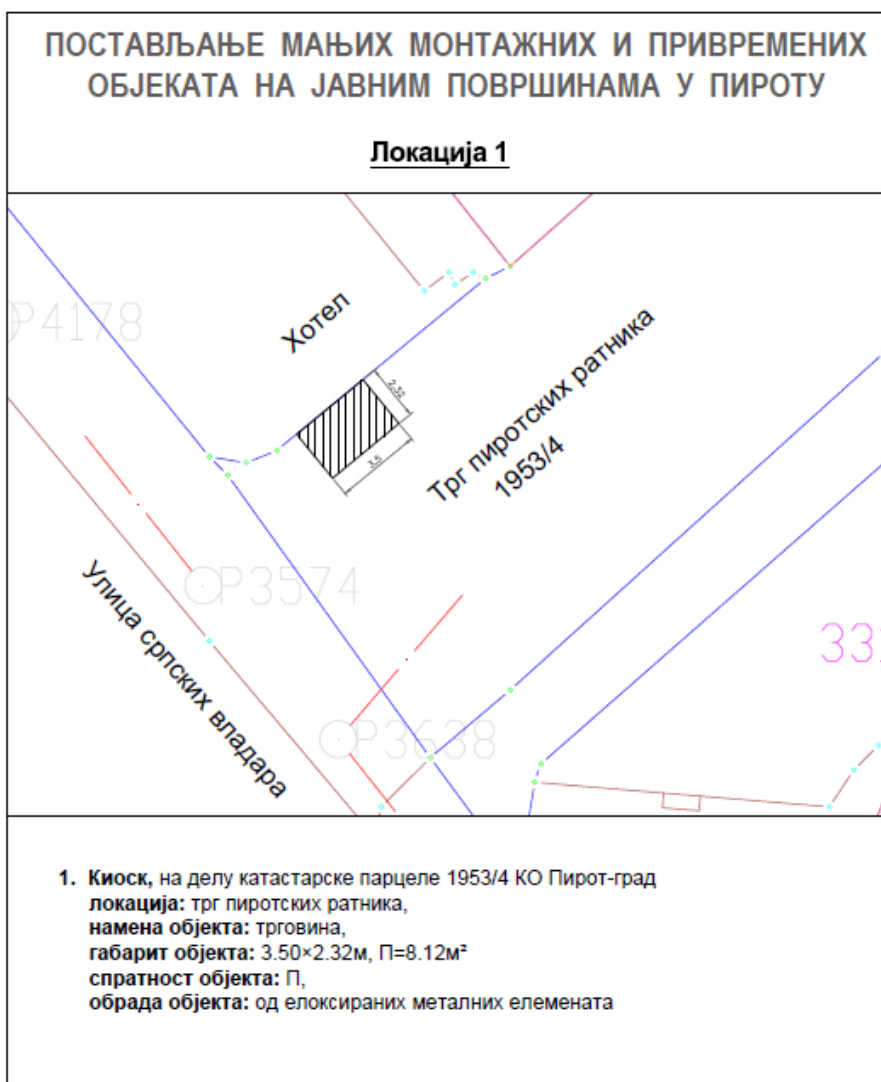 ПОСТАВЉАЊЕ МАЊИХ МОНТАЖНИХ И ПРИВРЕМЕНИХ
ОБЈЕКАТА НА ЈАВНИМ ПОВРШИНАМА У ПИРОТУ
Локација 1
P4178
Хотел
2,32
3,5
Трг пиротских ратника
1953/4
P3574
Улица српских владара
P3638
1. Киоск, на делу катастарске парцеле 1953/4 КО Пирот-град
локација: трг пиротских ратника,
намена објекта: трговина,
габарит објекта: 3.50×2.32м, П=8.12м²
спратност објекта: П,
обрада објекта: од елоксираних металних елемената